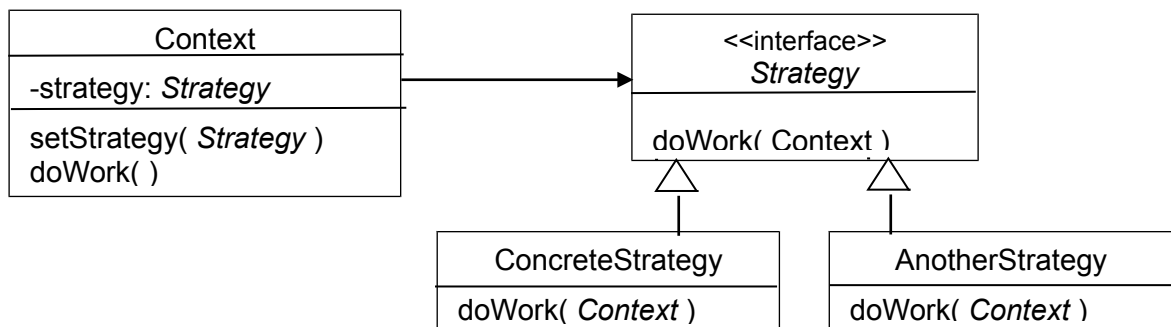 Context
-strategy: Strategy
setStrategy( Strategy )
doWork( )
<<interface>>
Strategy
doWork( Context )
ConcreteStrategy
doWork( Context )
AnotherStrategy
doWork( Context )